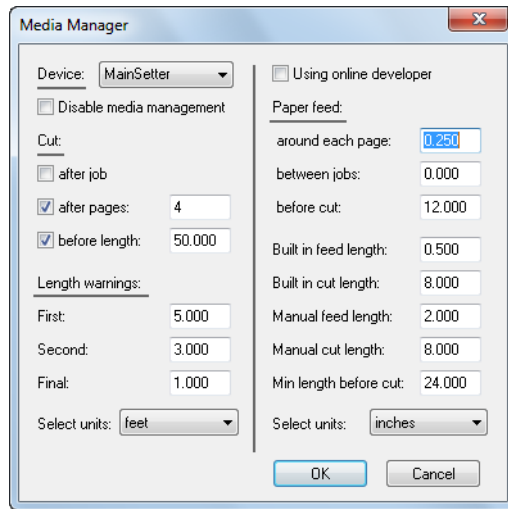 Media Manager
Device: MainSetter
Disable media management
Cut:
after job
after pages: 4
before length: 50.000
Length warnings:
First: 5.000
Second: 3.000
Final: 1.000
Select units: feet
Using online developer
Paper feed:
around each page: 0.250
between jobs: 0.000
before cut: 12.000
Built in feed length: 0.500
Built in cut length: 8.000
Manual feed length: 2.000
Manual cut length: 8.000
Min length before cut: 24.000
Select units: inches
OK Cancel